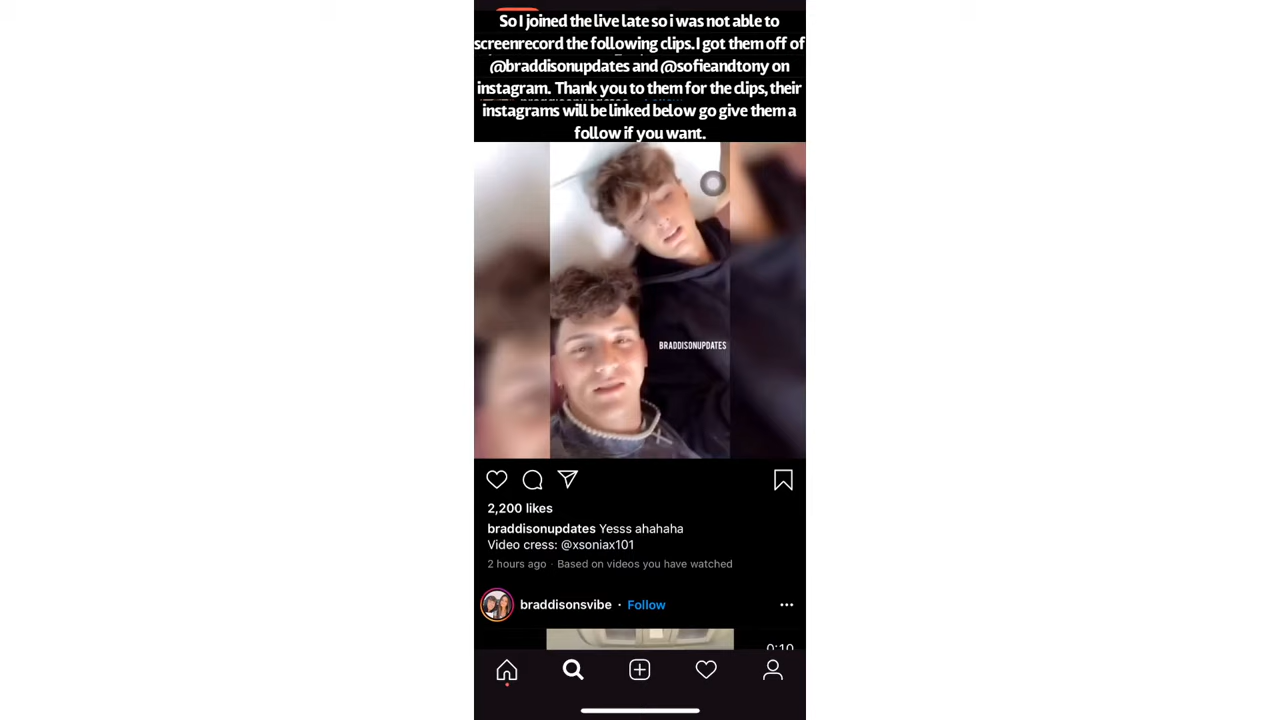 So I joined the live late so i was not able to
screenrecord the following clips. I got them off of
@braddisonupdates and @sofieandtony on
instagram. Thank you to them for the clips, their
instagrams will be linked below go give them a
follow if you want.
BRADDISONUPDATES
2,200 likes
braddisonupdates Yesss ahahaha
Video cress: @xsoniax101
2 hours ago · Based on videos you have watched
braddisonsvibe · Follow
0:10